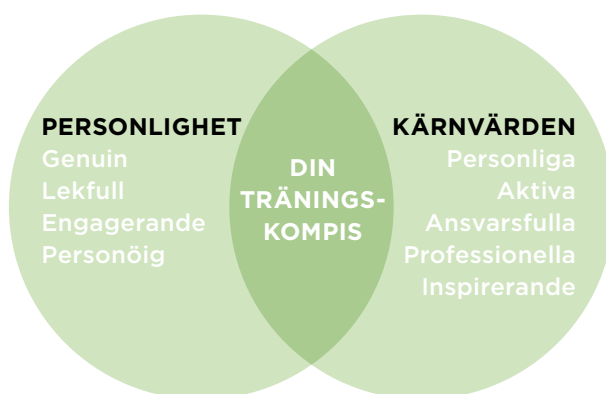 PERSONLIGHET
Genuin
Lekfull
Engagerande
Personöig
DIN
TRÄNINGS-
KOMPIS
KÄRNVÄRDEN
Personliga
Aktiva
Ansvarsfulla
Professionella
Inspirerande